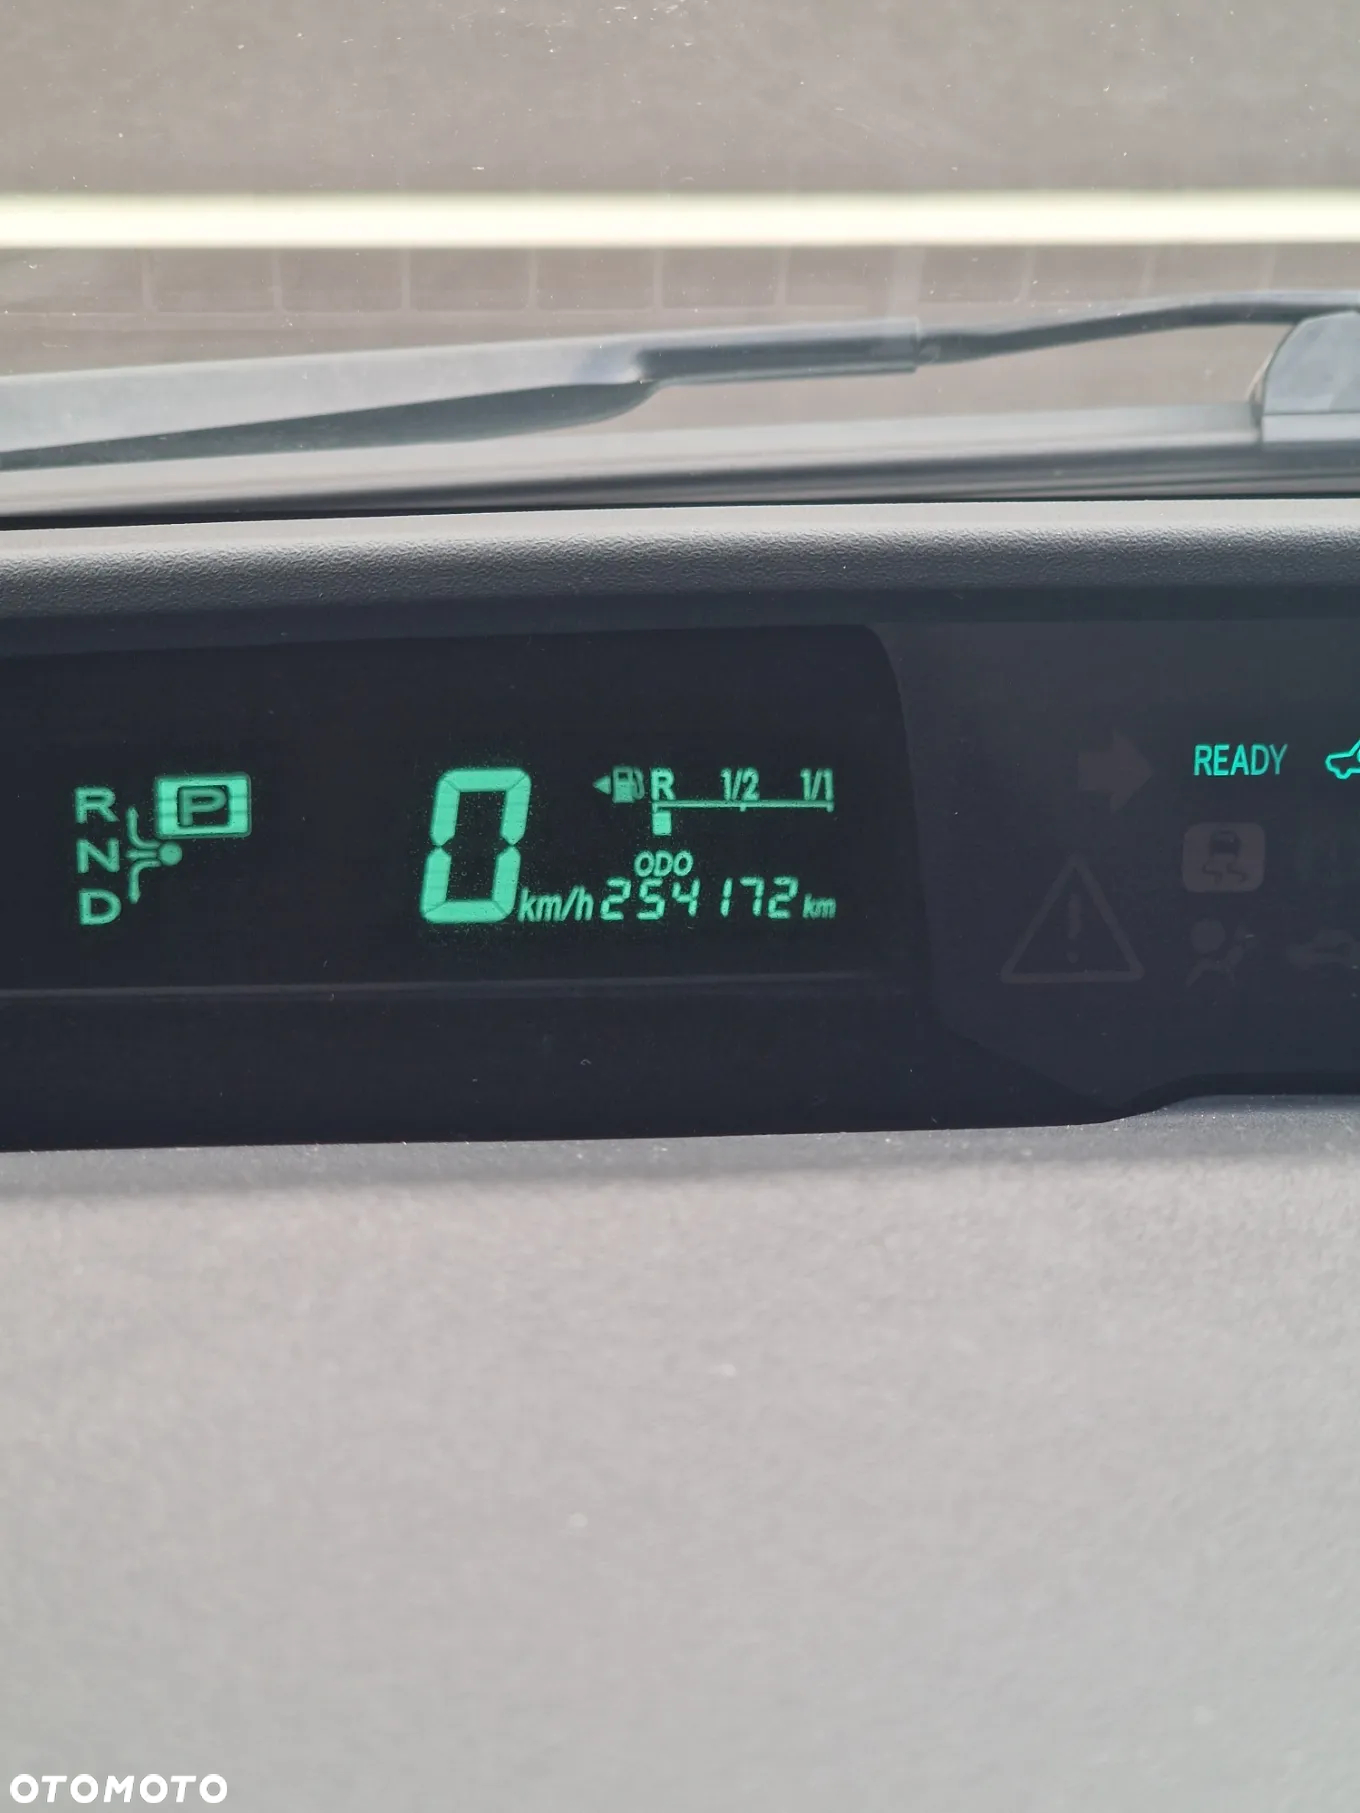 R P
N
D
0 km/h
R 1/2 1/1
ODO
254172 km
READY
OTOMOTO